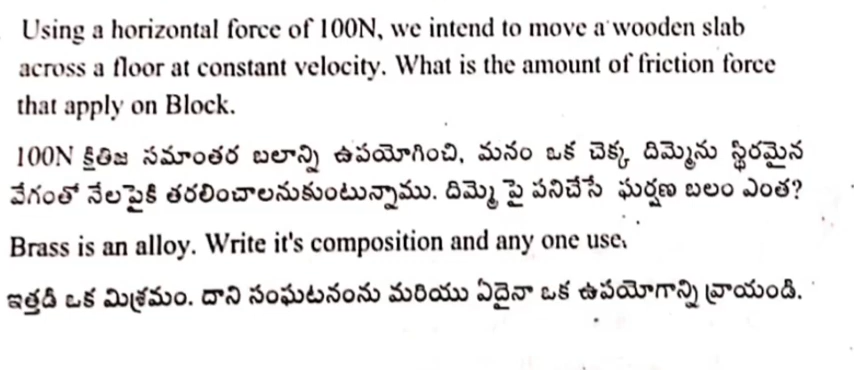 Using a horizontal force of 100N, we intend to move a wooden slab
across a floor at constant velocity. What is the amount of friction force
that apply on Block.
100N క్షితిజ సమాంతర బలాన్ని ఉపయోగించి, మనం ఒక చెక్క దిమ్మెను స్థిరమైన
వేగంతో నేలపైకి తరలించాలనుకుంటున్నాము. దిమ్మె పై పనిచేసే ఘర్షణ బలం ఎంత?
Brass is an alloy. Write it's composition and any one use.
ఇత్తడి ఒక మిశ్రమం. దాని సంఘటనంను మరియు ఏదైనా ఒక ఉపయోగాన్ని వ్రాయండి.